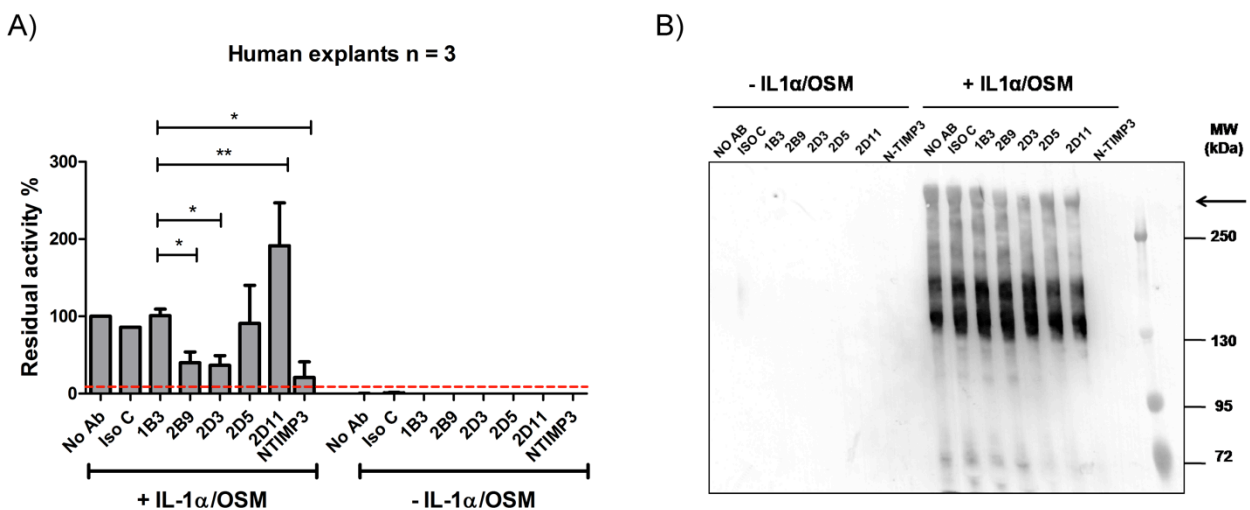 A)
Human explants n = 3
*
**
*
*
Residual activity %
300
200
100
0
No Ab
Iso C
1B3
2B9
2D3
2D5
2D11
NTIMP3
No Ab
Iso C
1B3
2B9
2D3
2D5
2D11
NTIMP3
+ IL-1α/OSM
- IL-1α/OSM
B)
- IL1α/OSM
+ IL1α/OSM
NO AB
ISO C
1B3
2B9
2D3
2D5
2D11
N-TIMP3
NO AB
ISO C
1B3
2B9
2D3
2D5
2D11
N-TIMP3
MW
(kDa)
250
130
95
72